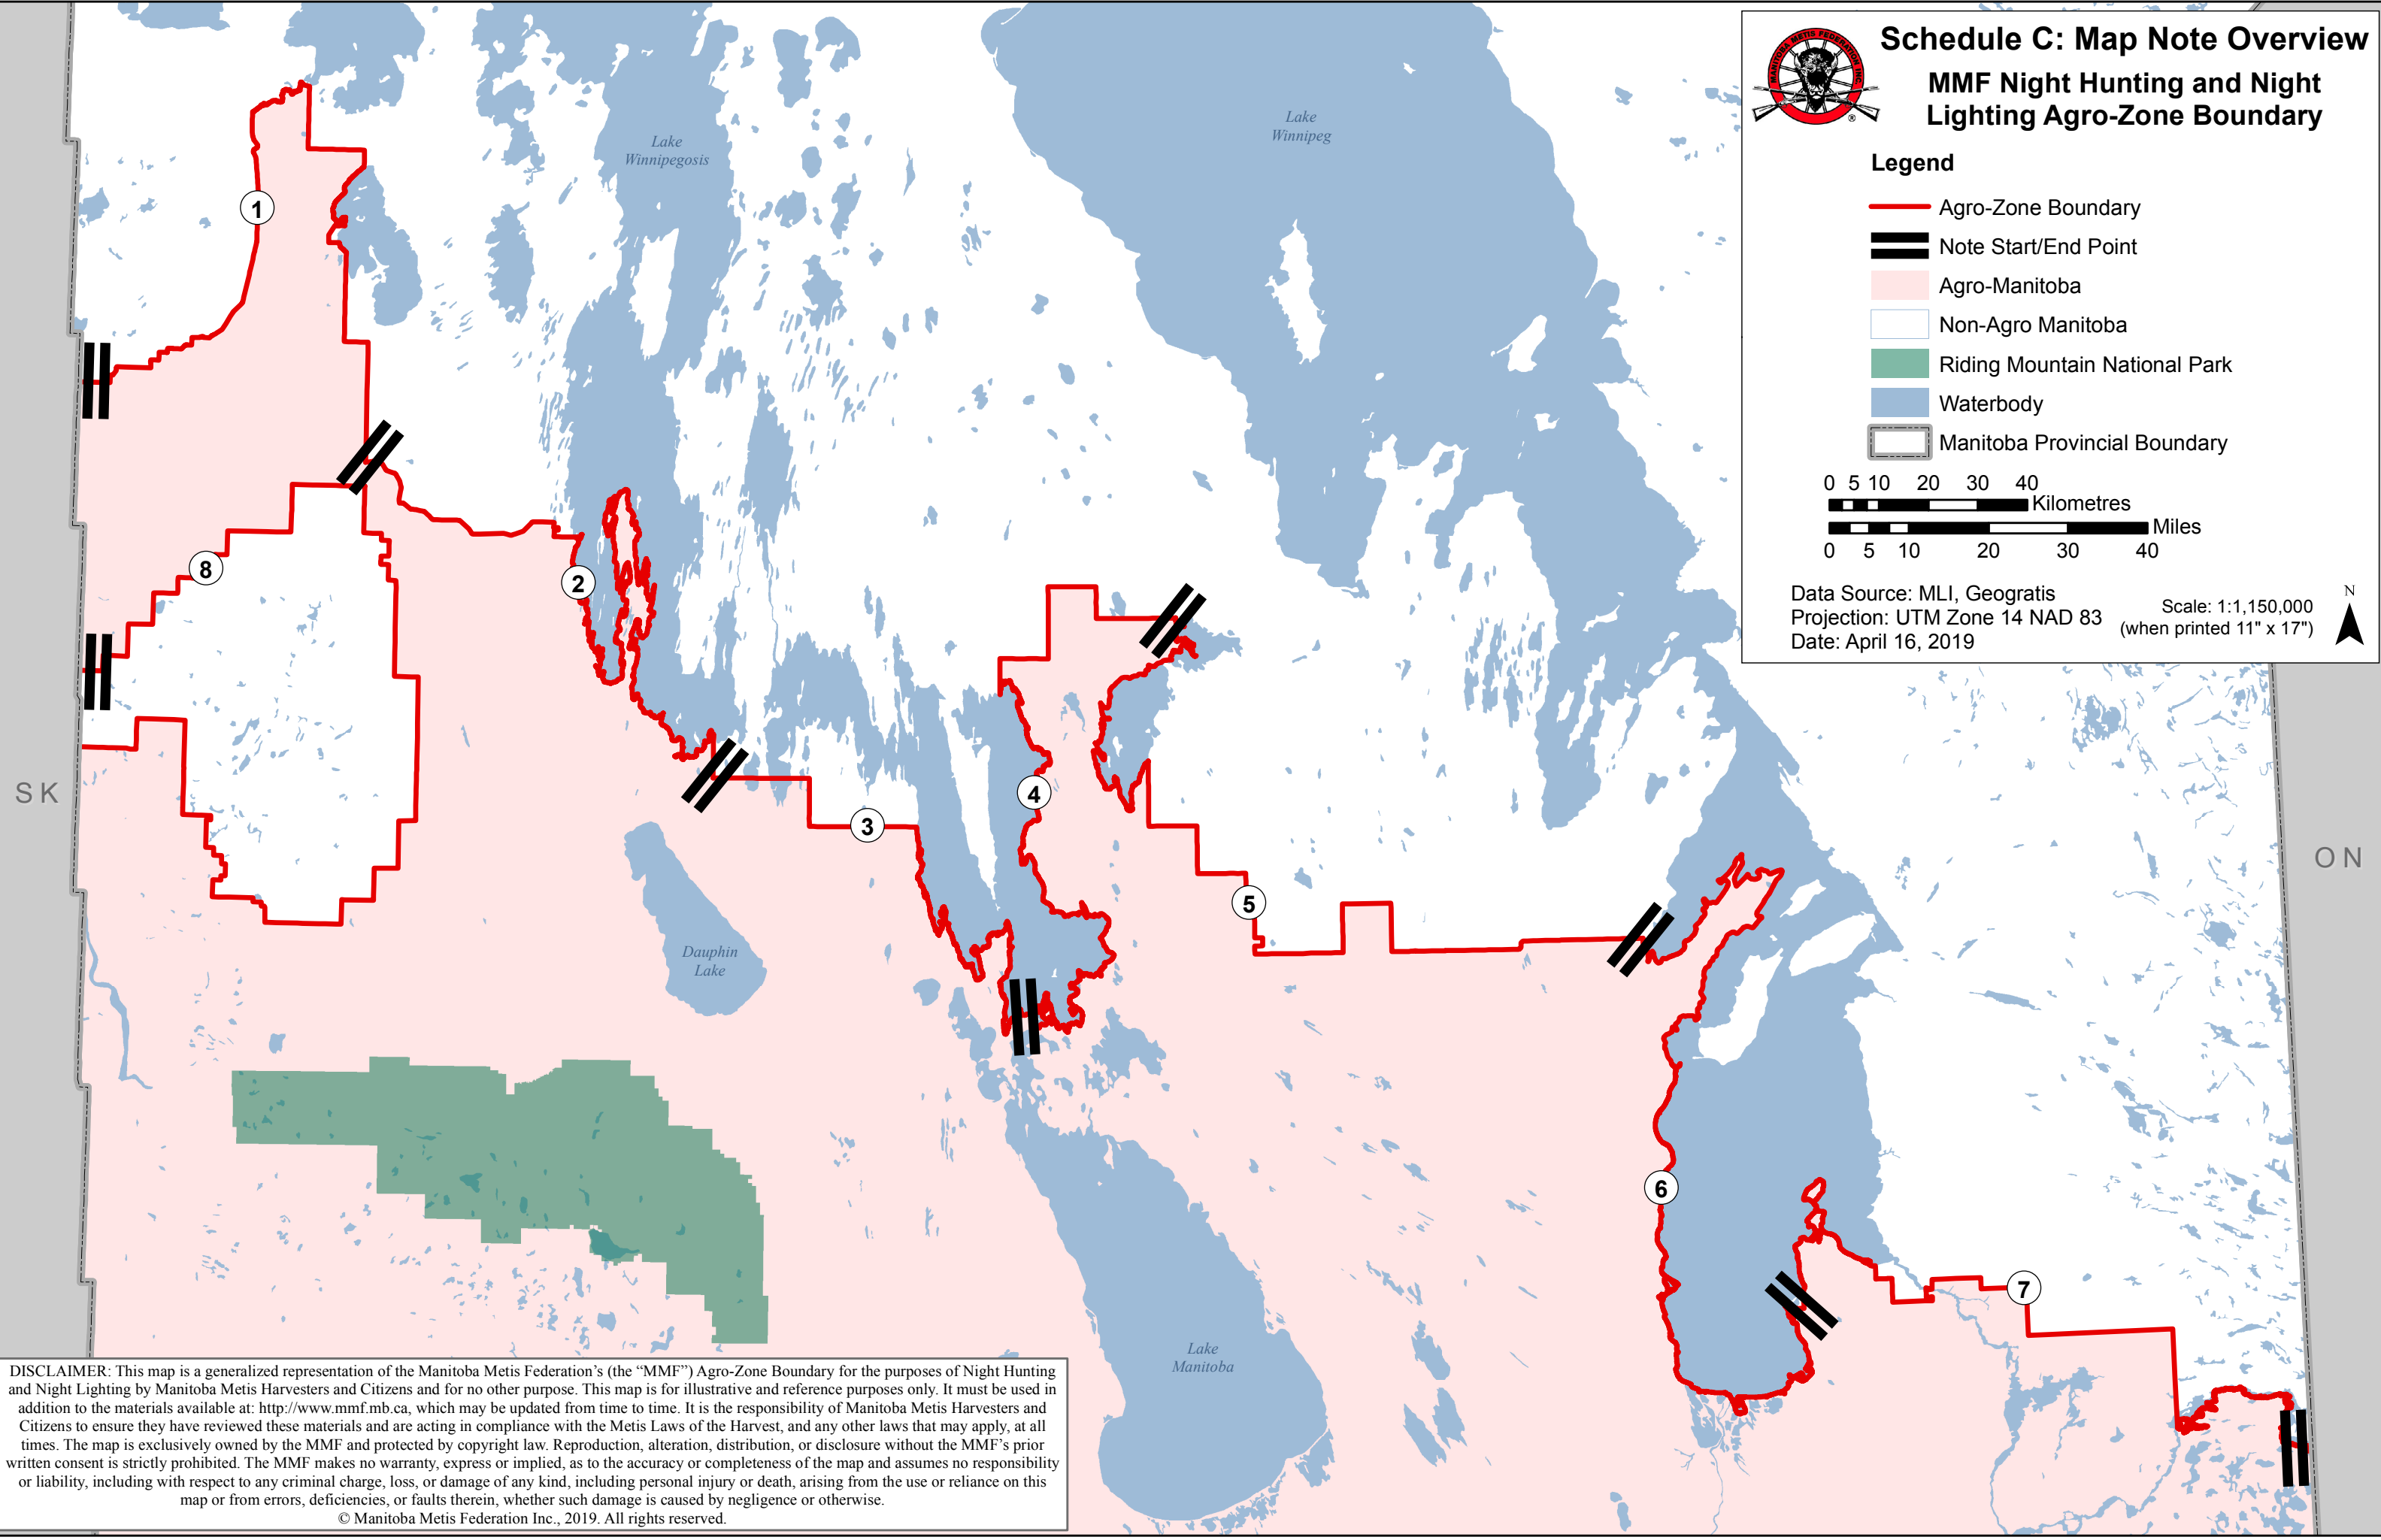 Schedule C: Map Note Overview
MMF Night Hunting and Night
Lighting Agro-Zone Boundary
MANITOBA METIS FEDERATION INC.
®
Legend
Agro-Zone Boundary
Note Start/End Point
Agro-Manitoba
Non-Agro Manitoba
Riding Mountain National Park
Waterbody
Manitoba Provincial Boundary
0 5 10 20 30 40
Kilometres
Miles
0 5 10 20 30 40
Data Source: MLI, Geogratis
Projection: UTM Zone 14 NAD 83
Date: April 16, 2019
Scale: 1:1,150,000
(when printed 11" x 17")
N
Lake
Winnipegosis
Lake
Winnipeg
1
2
8
SK
3
4
5
ON
Dauphin
Lake
6
7
Lake
Manitoba
DISCLAIMER: This map is a generalized representation of the Manitoba Metis Federation's (the “MMF”) Agro-Zone Boundary for the purposes of Night Hunting
and Night Lighting by Manitoba Metis Harvesters and Citizens and for no other purpose. This map is for illustrative and reference purposes only. It must be used in
addition to the materials available at: http://www.mmf.mb.ca, which may be updated from time to time. It is the responsibility of Manitoba Metis Harvesters and
Citizens to ensure they have reviewed these materials and are acting in compliance with the Metis Laws of the Harvest, and any other laws that may apply, at all
times. The map is exclusively owned by the MMF and protected by copyright law. Reproduction, alteration, distribution, or disclosure without the MMF's prior
written consent is strictly prohibited. The MMF makes no warranty, express or implied, as to the accuracy or completeness of the map and assumes no responsibility
or liability, including with respect to any criminal charge, loss, or damage of any kind, including personal injury or death, arising from the use or reliance on this
map or from errors, deficiencies, or faults therein, whether such damage is caused by negligence or otherwise.
© Manitoba Metis Federation Inc., 2019. All rights reserved.